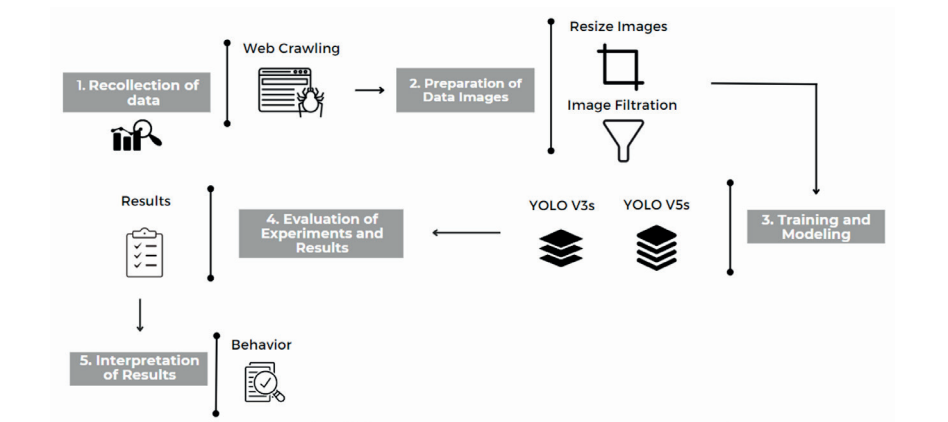 1. Recollection of
data
Web Crawling
2. Preparation of
Data Images
Resize Images
Image Filtration
3. Training and
Modeling
YOLO V3s
YOLO V5s
4. Evaluation of
Experiments and
Results
Results
5. Interpretation
of Results
Behavior